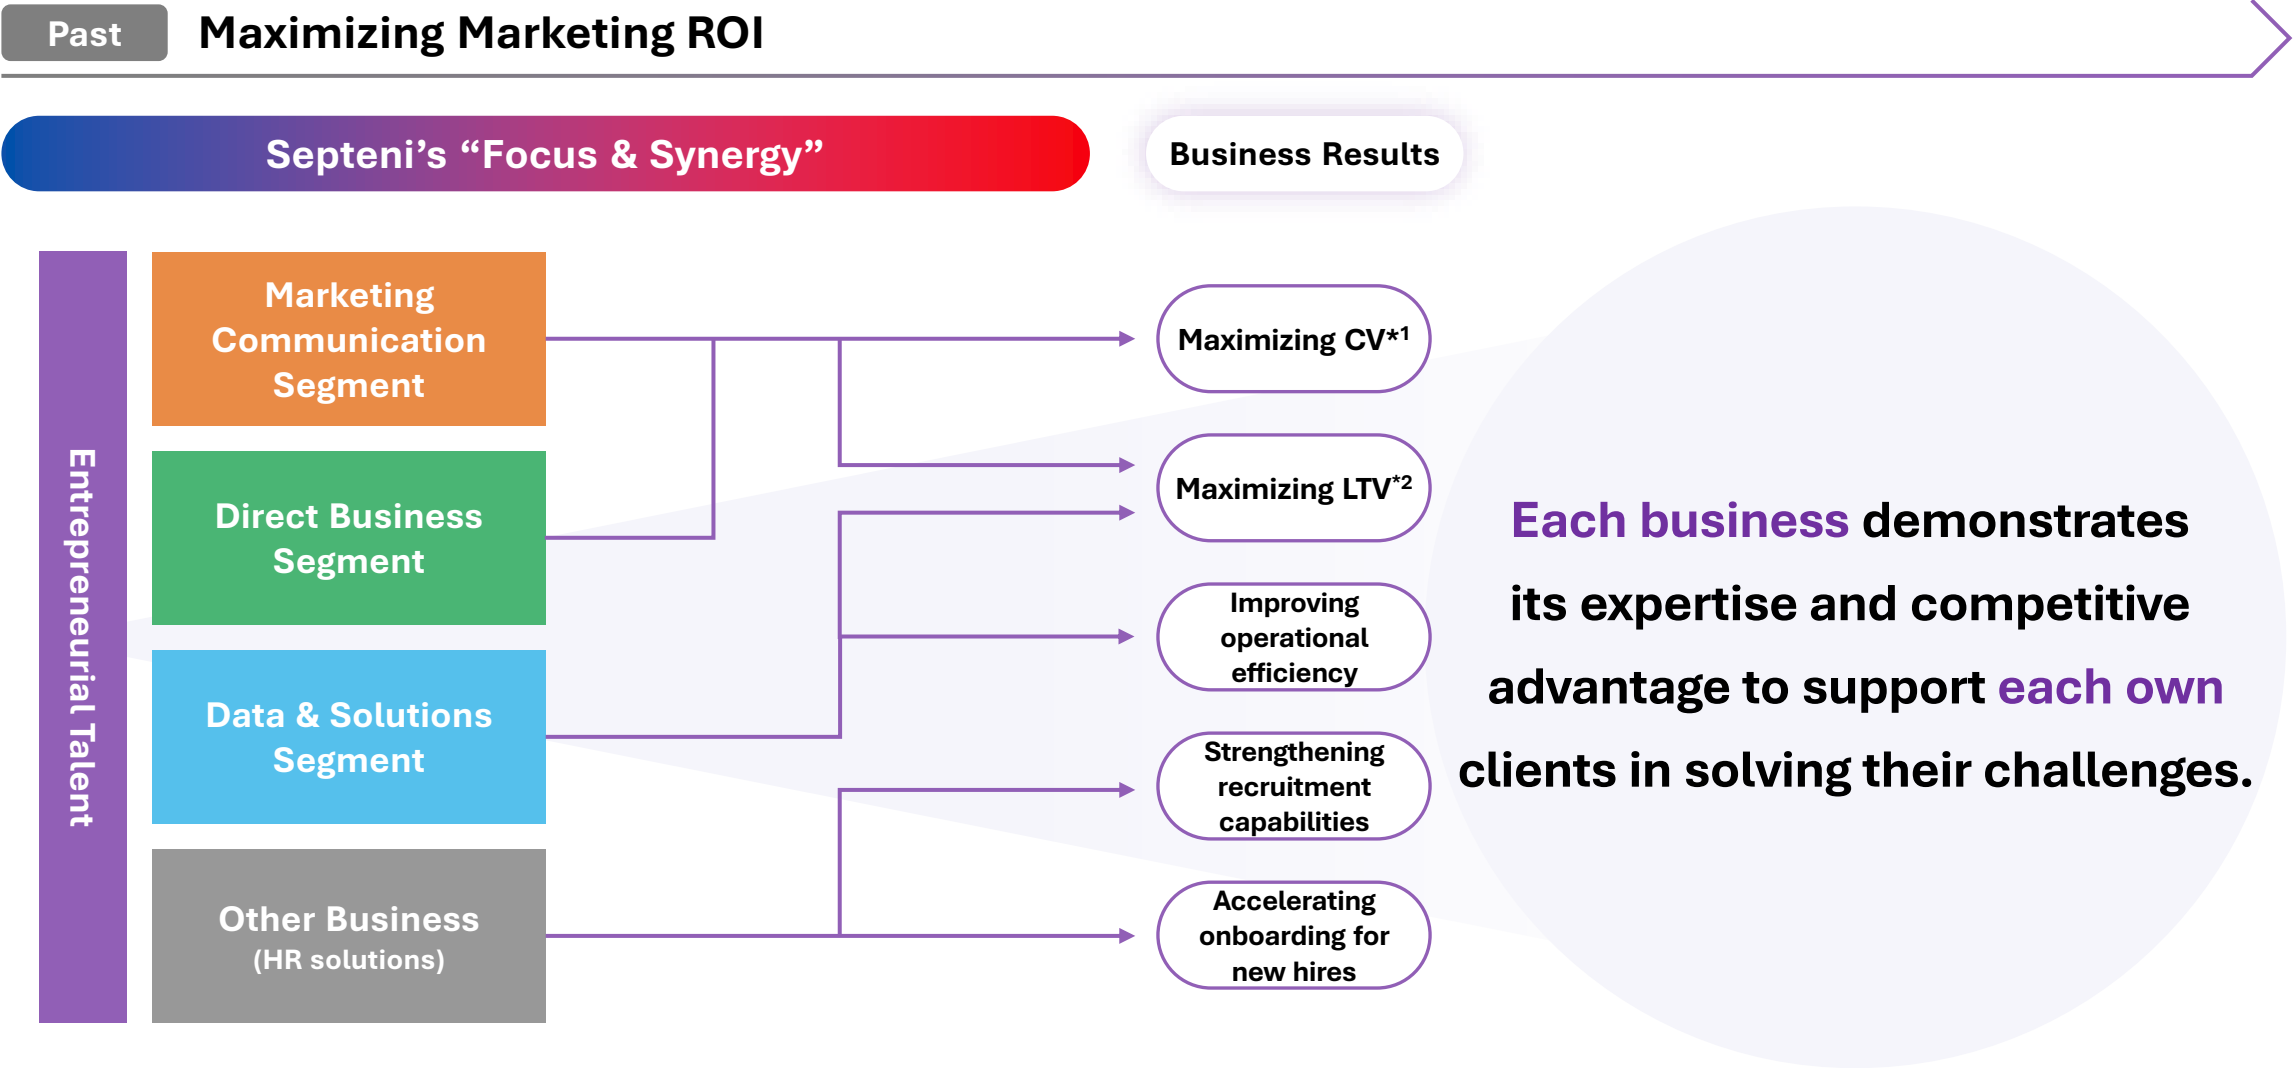 Past
Maximizing Marketing ROI
Septeni’s “Focus & Synergy”
Business Results
Entrepreneurial Talent
Marketing
Communication
Segment
Direct Business
Segment
Data & Solutions
Segment
Other Business
(HR solutions)
Maximizing CV*1
Maximizing LTV*2
Improving
operational
efficiency
Strengthening
recruitment
capabilities
Accelerating
onboarding for
new hires
Each business demonstrates
its expertise and competitive
advantage to support each own
clients in solving their challenges.